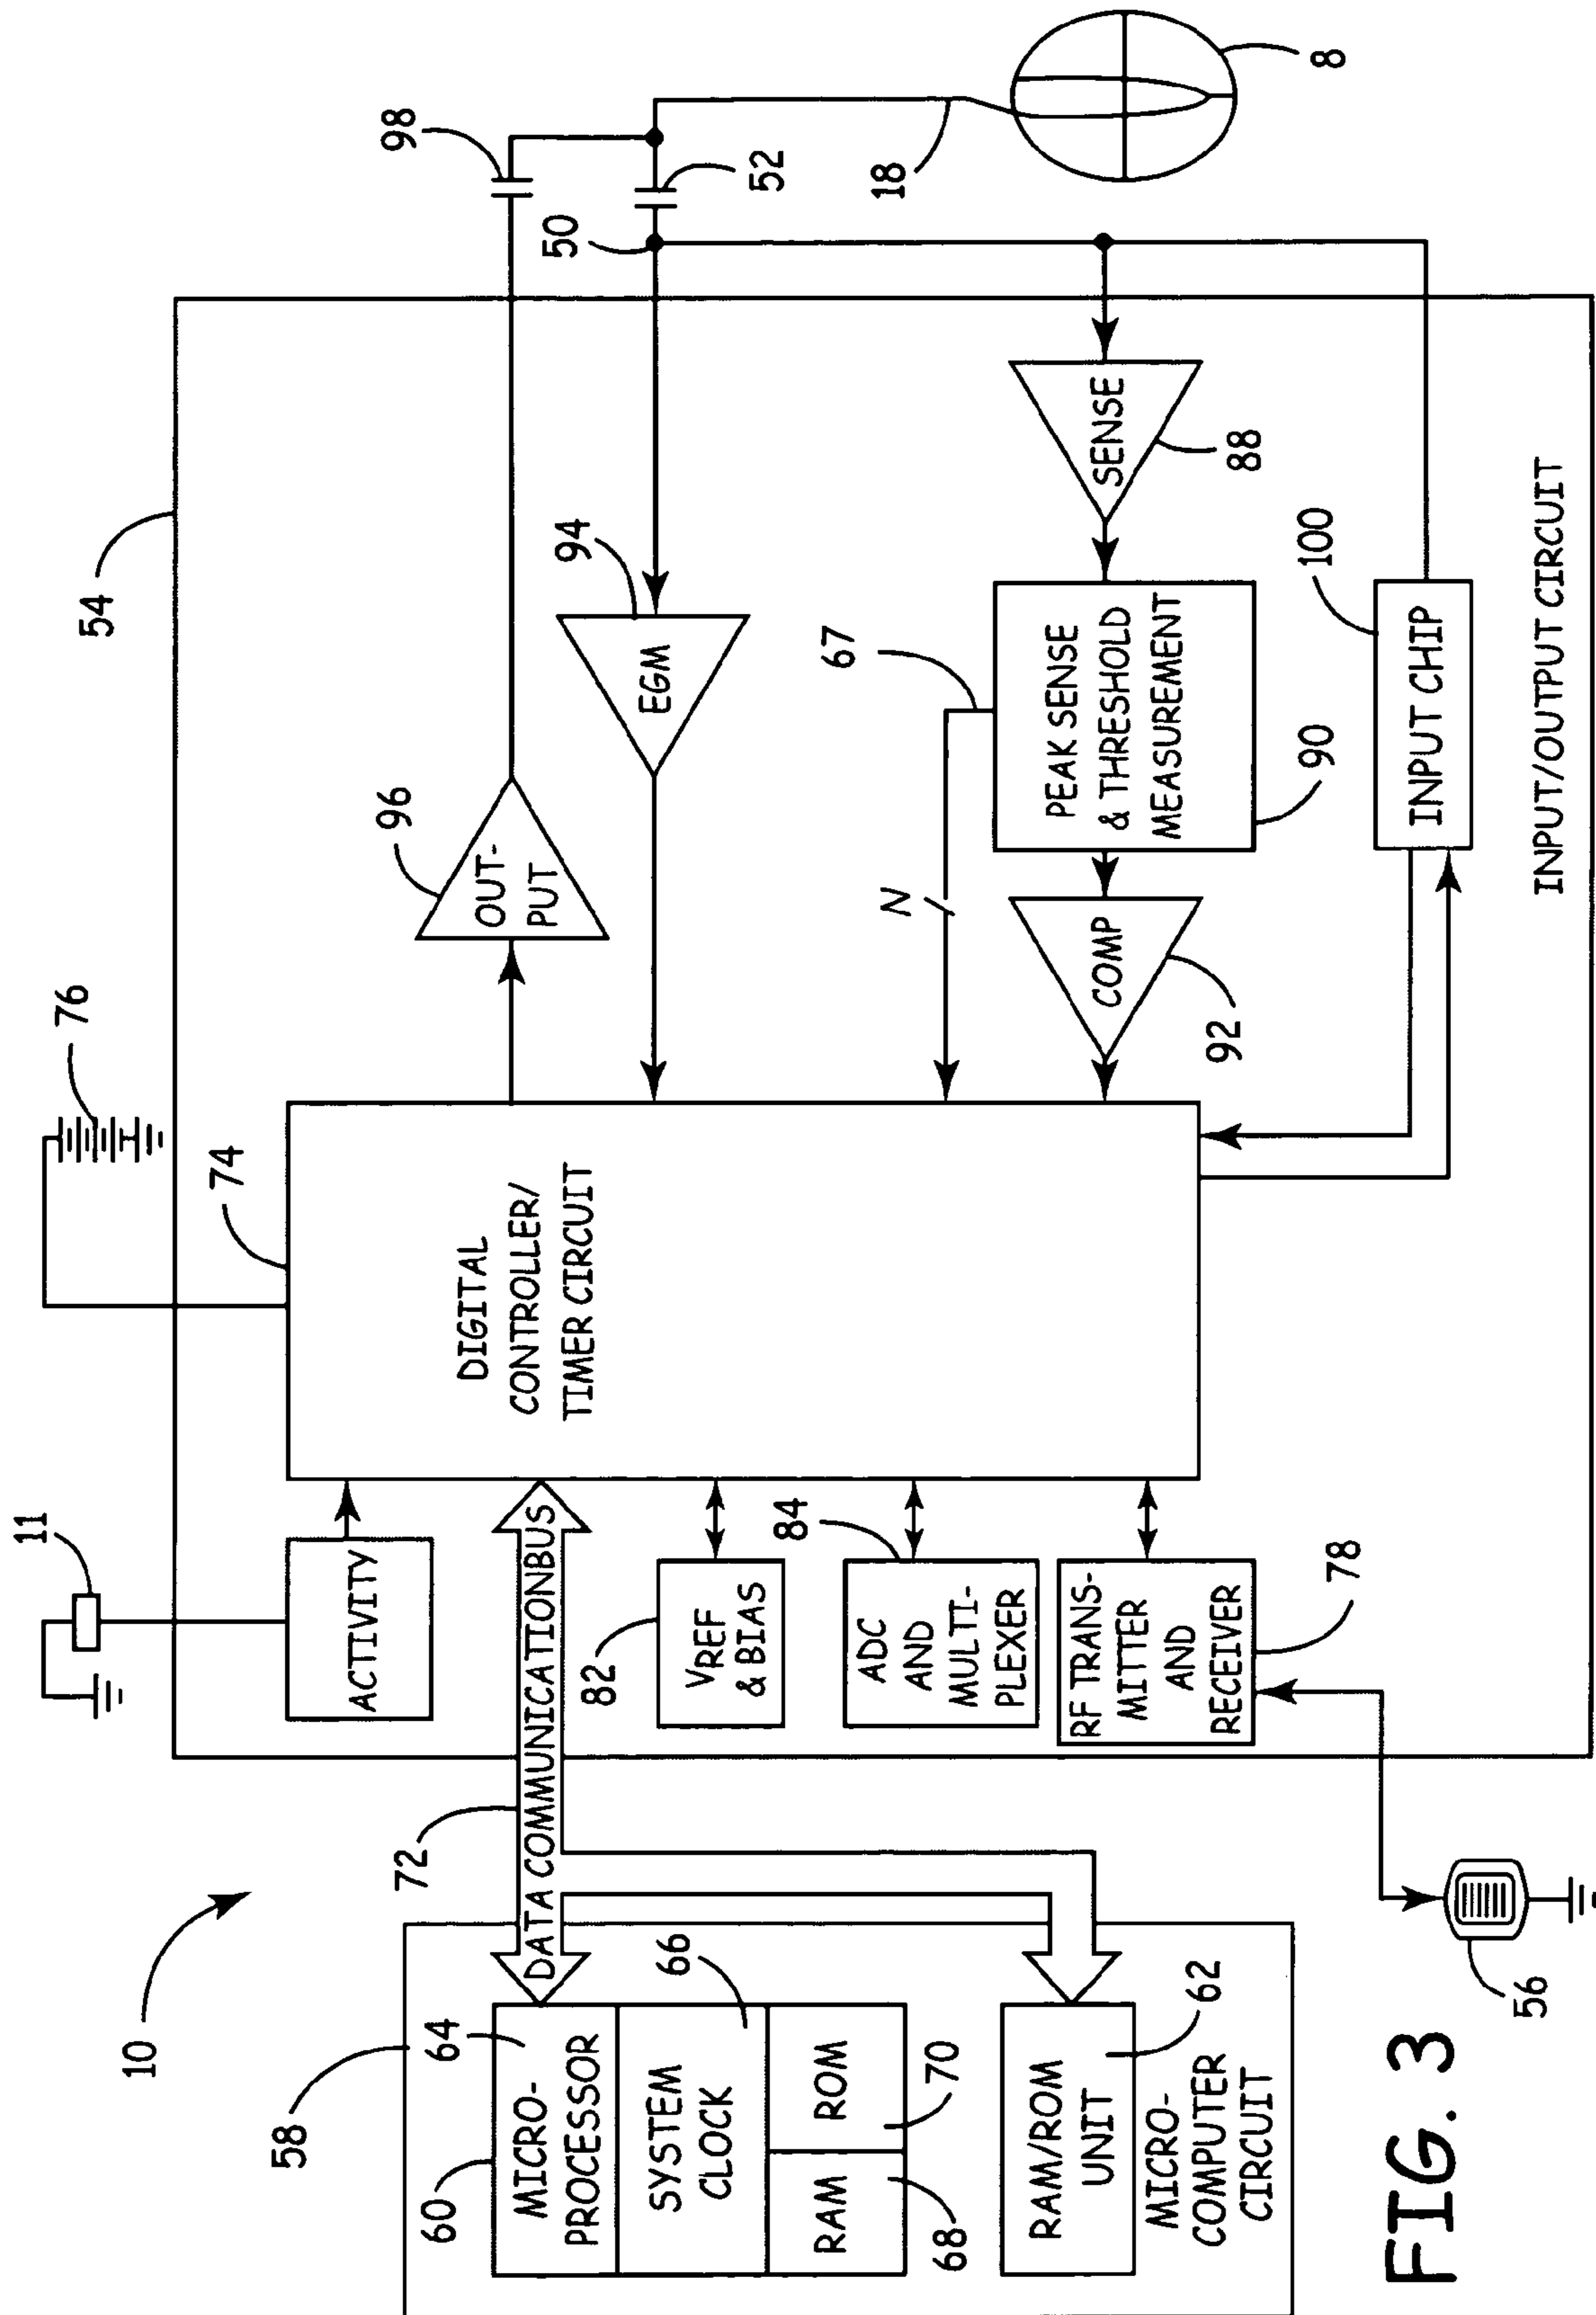 10
11
76
54
98
58
72
74
96
94
50
52
18
8
60
MICRO-
PROCESSOR
64
SYSTEM
CLOCK
66
RAM
ROM
68
70
RAM/ROM
UNIT
62
MICRO-
COMPUTER
CIRCUIT
DATA COMMUNICATIONBUS
ACTIVITY
82
VREF
& BIAS
84
ADC
AND
MULTI-
PLEXER
RF TRANS-
MITTER
AND
RECEIVER
78
56
DIGITAL
CONTROLLER/
TIMER CIRCUIT
OUT-
PUT
EGM
N
67
COMP
92
PEAK SENSE
& THRESHOLD
MEASUREMENT
90
SENSE
88
INPUT CHIP
100
INPUT/OUTPUT CIRCUIT
FIG. 3